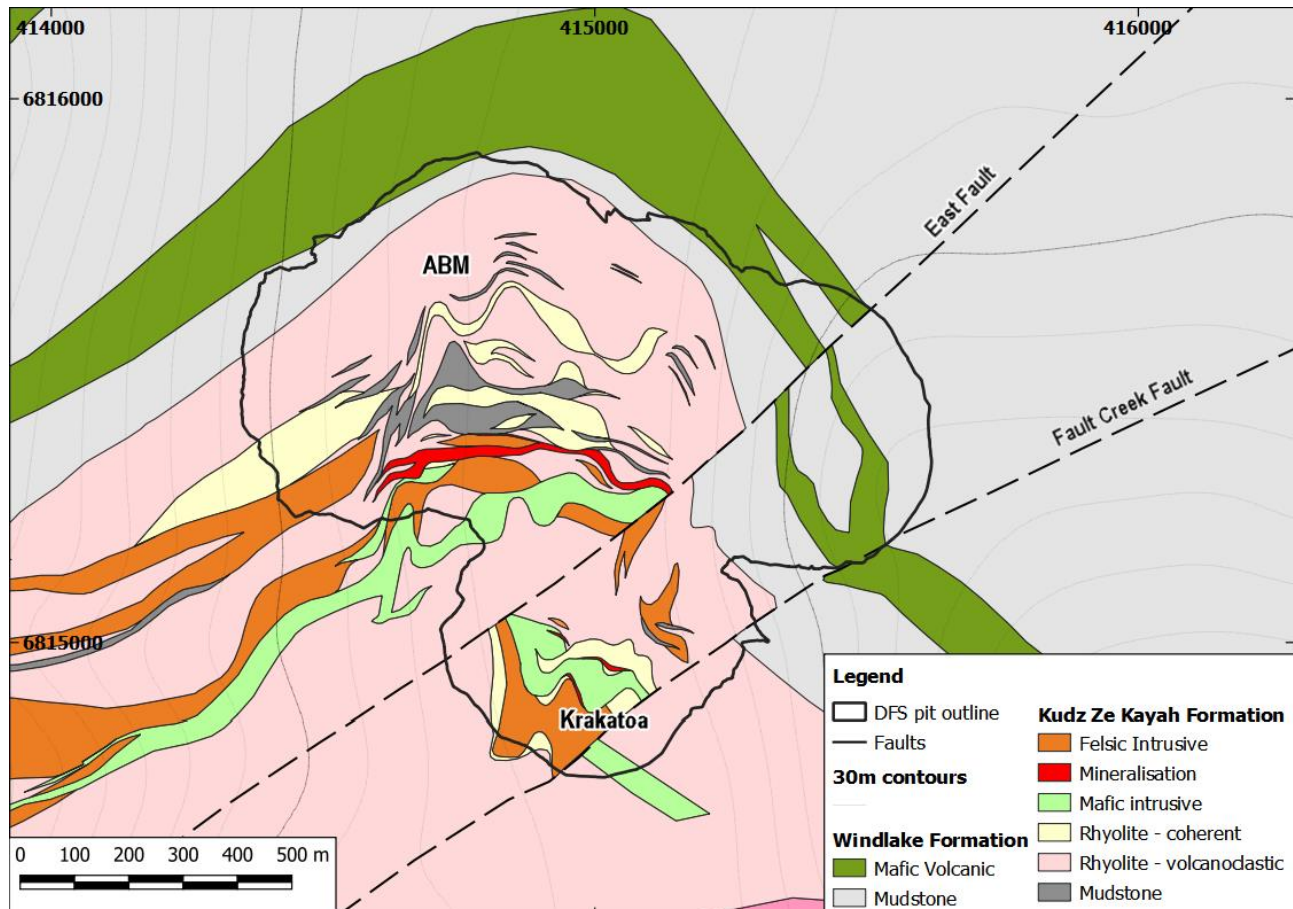 414000
415000
416000
6816000
East Fault
ABM
Fault Creek Fault
6815000
Krakatoa
Legend
DFS pit outline
Faults
30m contours
Windlake Formation
Mafic Volcanic
Mudstone
Kudz Ze Kayah Formation
Felsic Intrusive
Mineralisation
Mafic intrusive
Rhyolite - coherent
Rhyolite - volcanoclastic
Mudstone
0 100 200 300 400 500 m